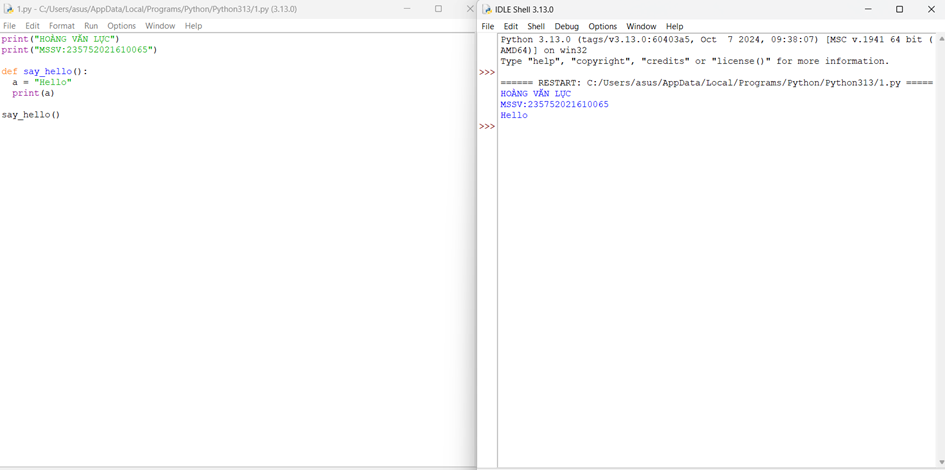 1.py - C:/Users/asus/AppData/Local/Programs/Python/Python313/1.py (3.13.0)
File Edit Format Run Options Window Help
print("HOÀNG VĂN LỰC")
print("MSSV:235752021610065")
def say_hello():
a = "Hello"
print(a)
say_hello()
IDLE Shell 3.13.0
File Edit Shell Debug Options Window Help
Python 3.13.0 (tags/v3.13.0:60403a5, Oct 7 2024, 09:38:07) [MSC v.1941 64 bit (
AMD64)] on win32
Type "help", "copyright", "credits" or "license()" for more information.
>>>
====== RESTART: C:/Users/asus/AppData/Local/Programs/Python/Python313/1.py =====
HOÀNG VĂN LỰC
MSSV:235752021610065
Hello
>>>